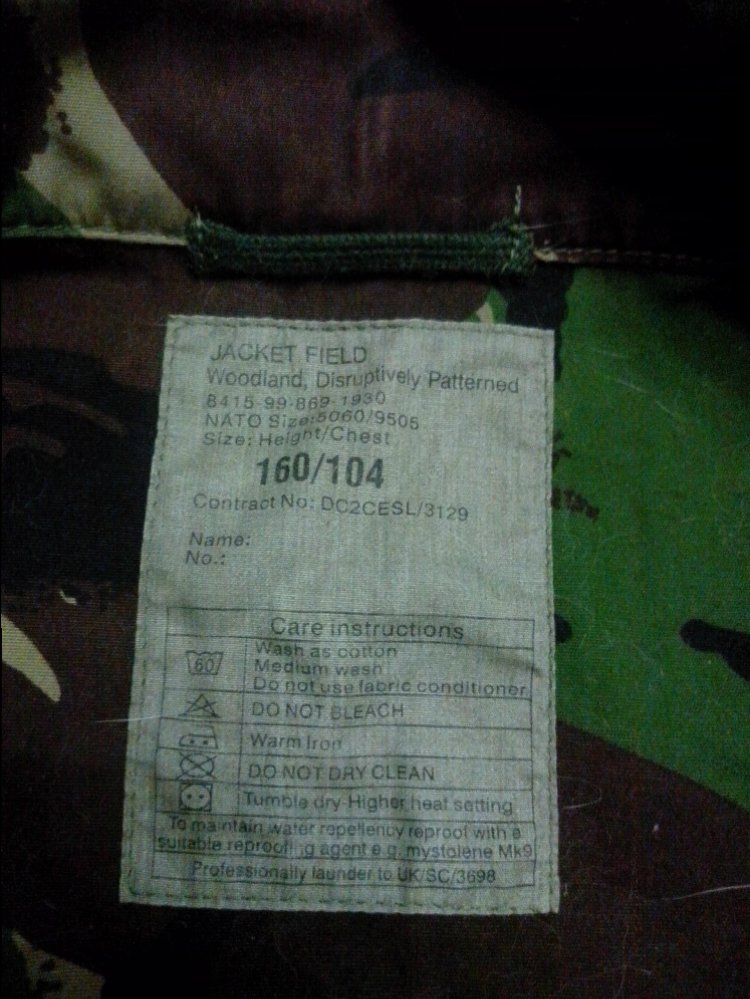 JACKET FIELD
Woodland, Disruptively Patterned
8415-99-869-1930
NATO Size:5060/9505
Size: Height/Chest
160/104
Contract No: DC2CESL/3129
Name:
No.:
Care instructions
60
Wash as cotton
Medium wash
Do not use fabric conditioner
DO NOT BLEACH
Warm Iron
DO NOT DRY CLEAN
Tumble dry-Higher heat setting
To maintain water repellency reproof with a
suitable reproofing agent e.g. mystolene Mk9
Professionally launder to UK/SC/3698